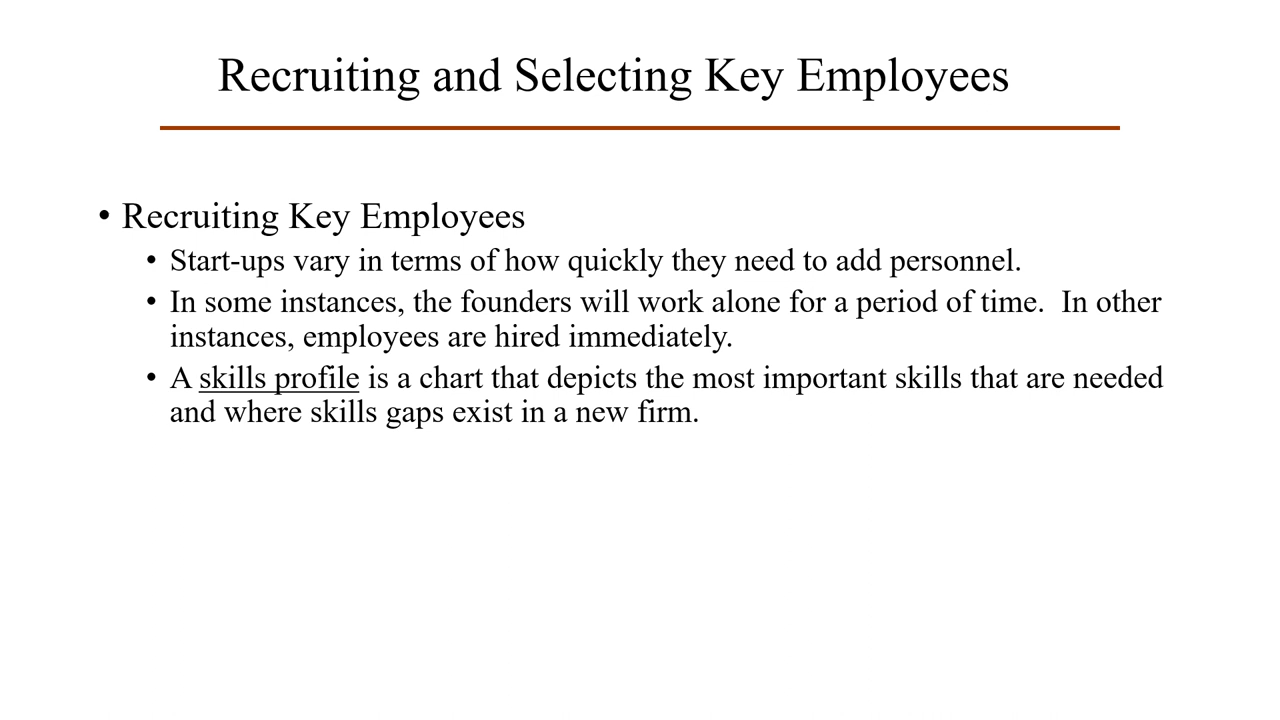 Recruiting and Selecting Key Employees
• Recruiting Key Employees
• Start-ups vary in terms of how quickly they need to add personnel.
• In some instances, the founders will work alone for a period of time.  In other
instances, employees are hired immediately.
• A skills profile is a chart that depicts the most important skills that are needed
and where skills gaps exist in a new firm.